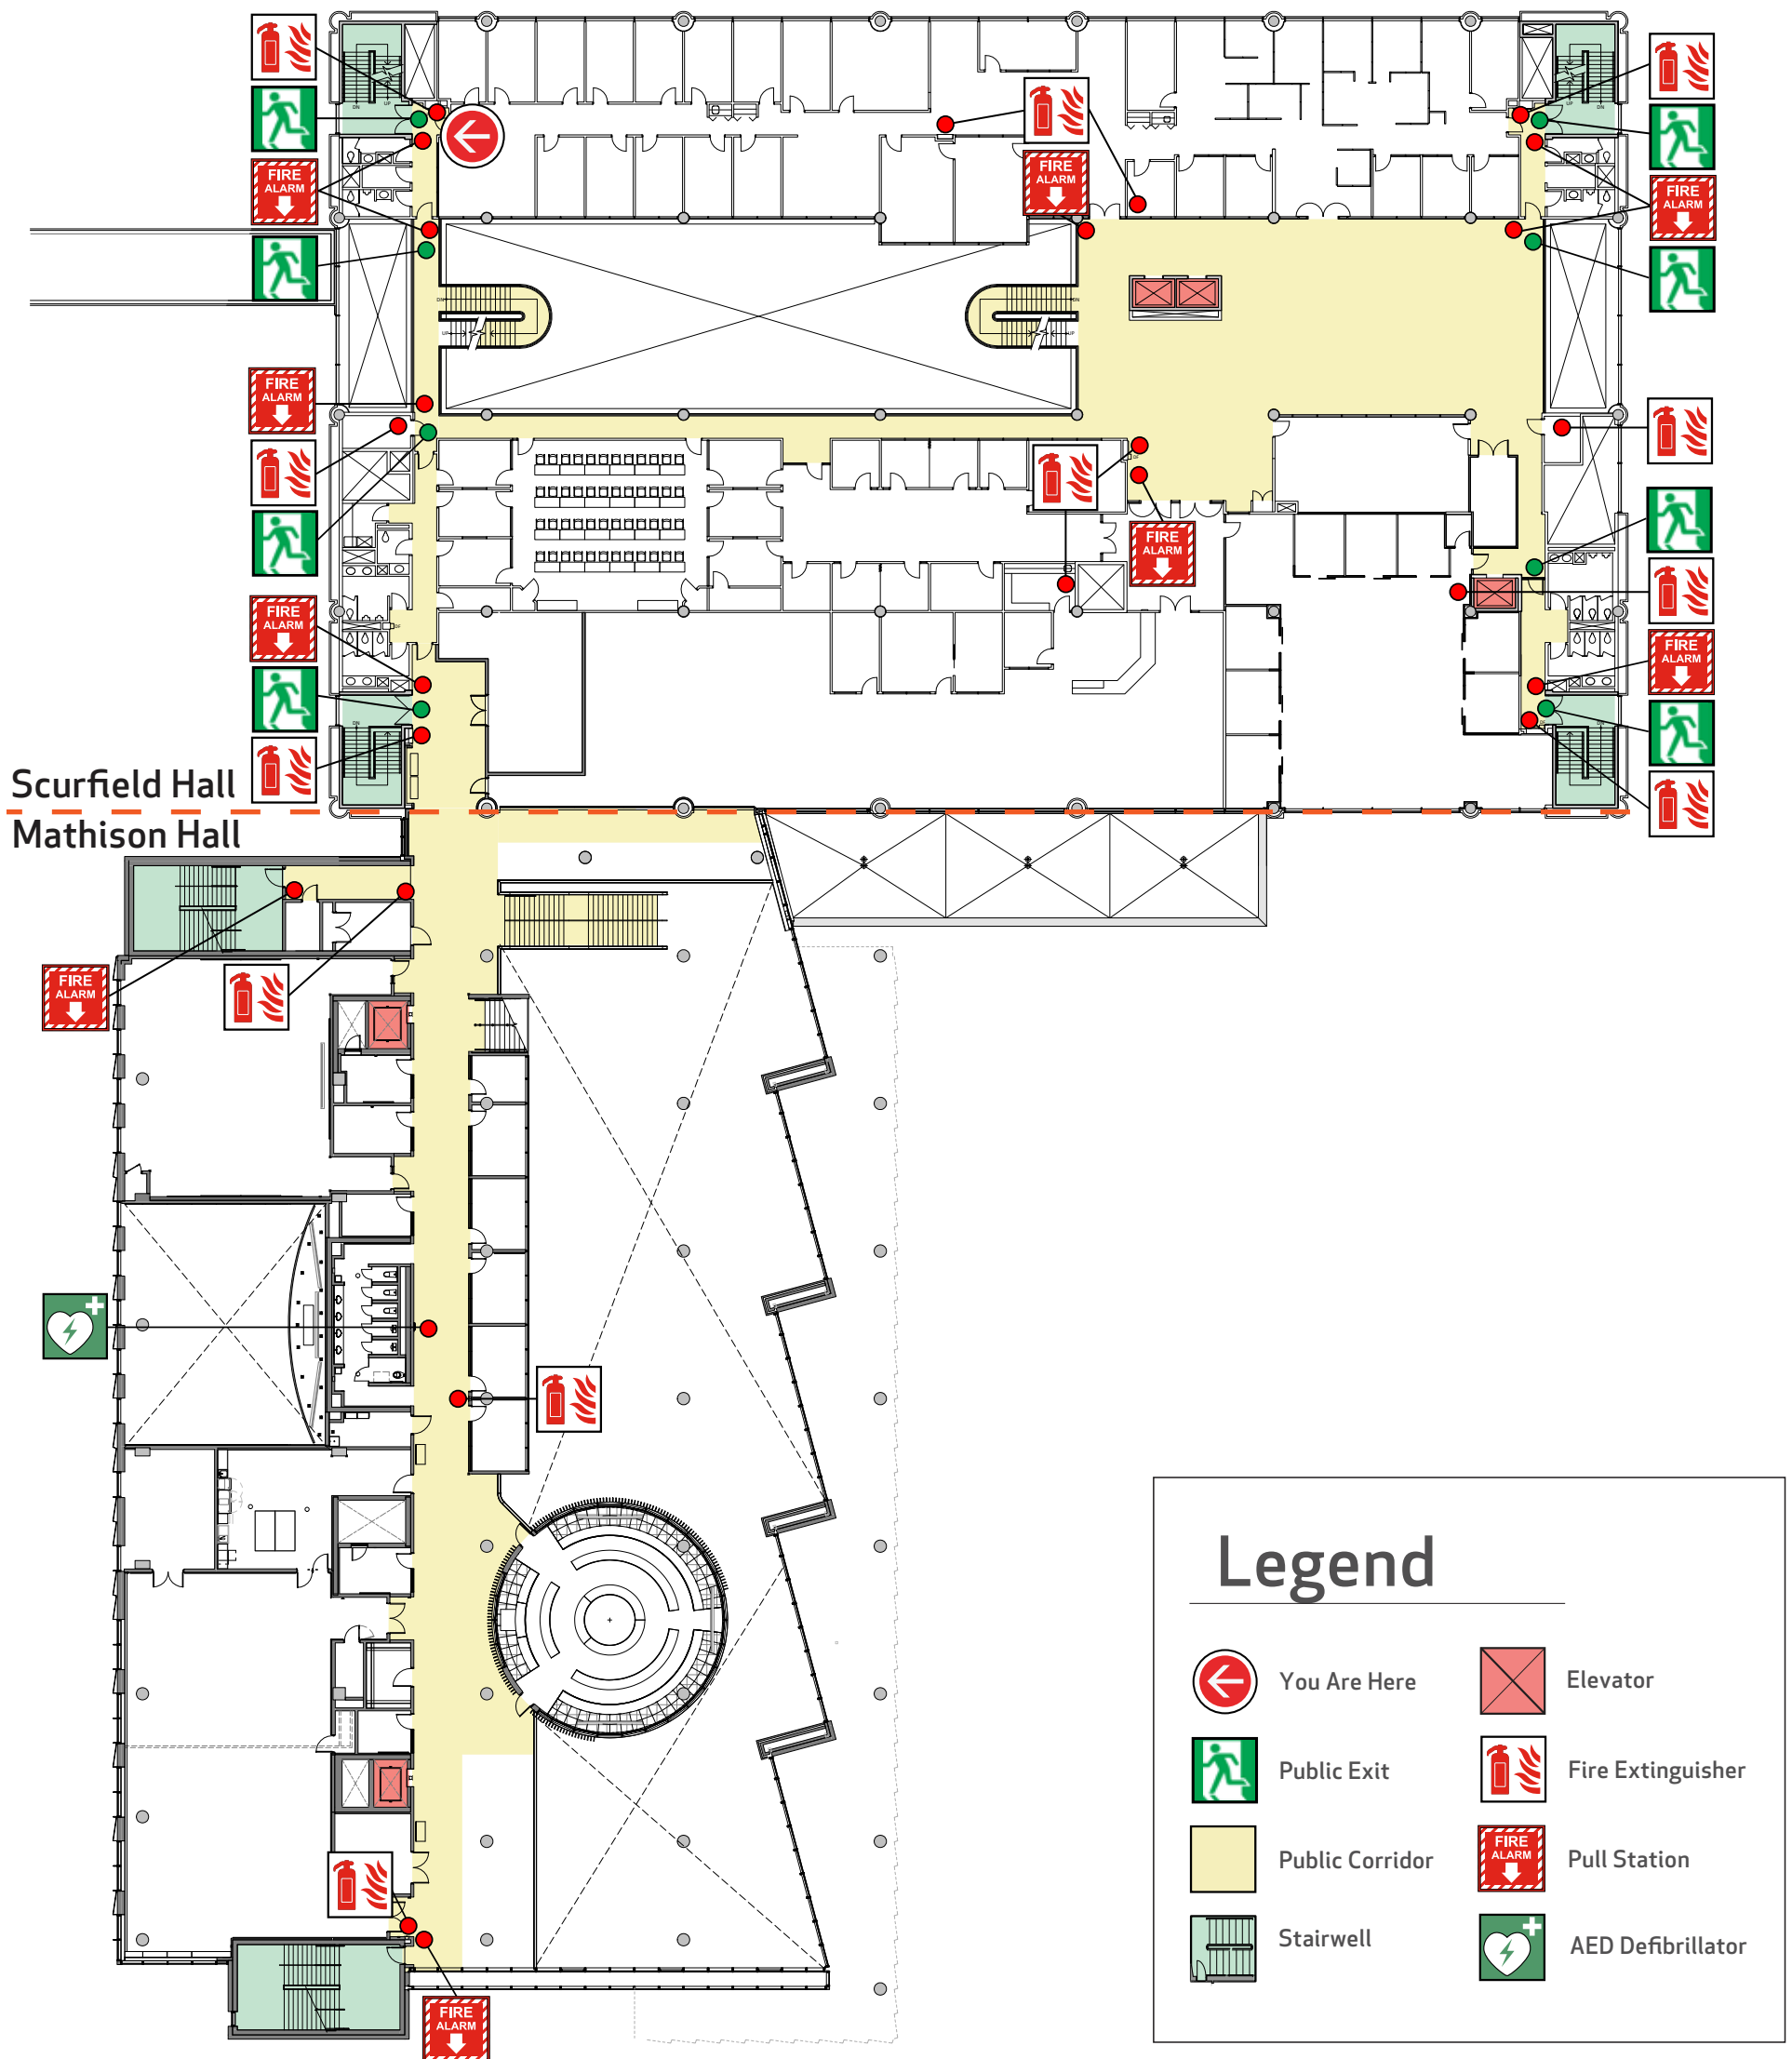 FIRE
ALARM
FIRE
ALARM
FIRE
ALARM
FIRE
ALARM
FIRE
ALARM
FIRE
ALARM
FIRE
ALARM
Scurfield Hall
Mathison Hall
FIRE
ALARM
Legend
You Are Here
Elevator
Public Exit
Fire Extinguisher
Public Corridor
FIRE
ALARM
Pull Station
Stairwell
AED Defibrillator
FIRE
ALARM